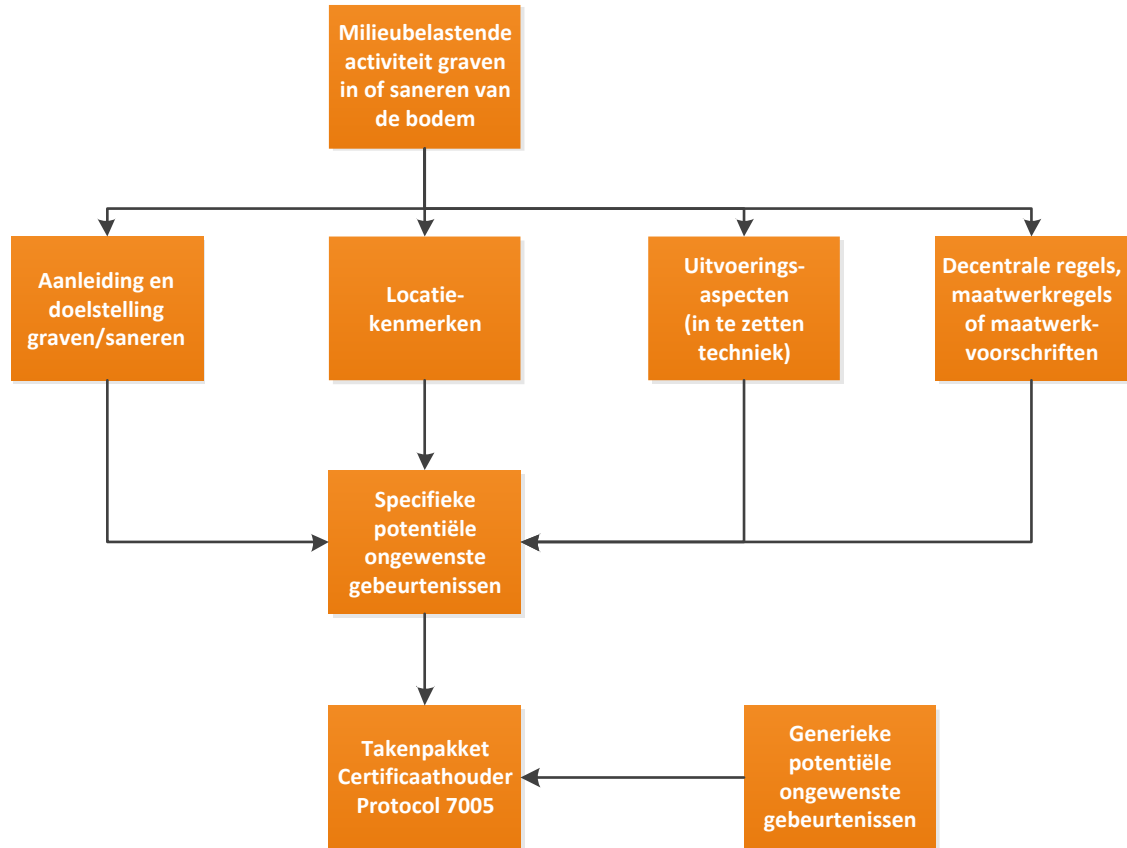 Milieubelastende
activiteit graven
in of saneren van
de bodem
Aanleiding en
doelstelling
graven/saneren
Locatie-
kenmerken
Uitvoerings-
aspecten
(in te zetten
techniek)
Decentrale regels,
maatwerkregels
of maatwerk-
voorschriften
Specifieke
potentiële
ongewenste
gebeurtenissen
Takenpakket
Certificaathouder
Protocol 7005
Generieke
potentiële
ongewenste
gebeurtenissen